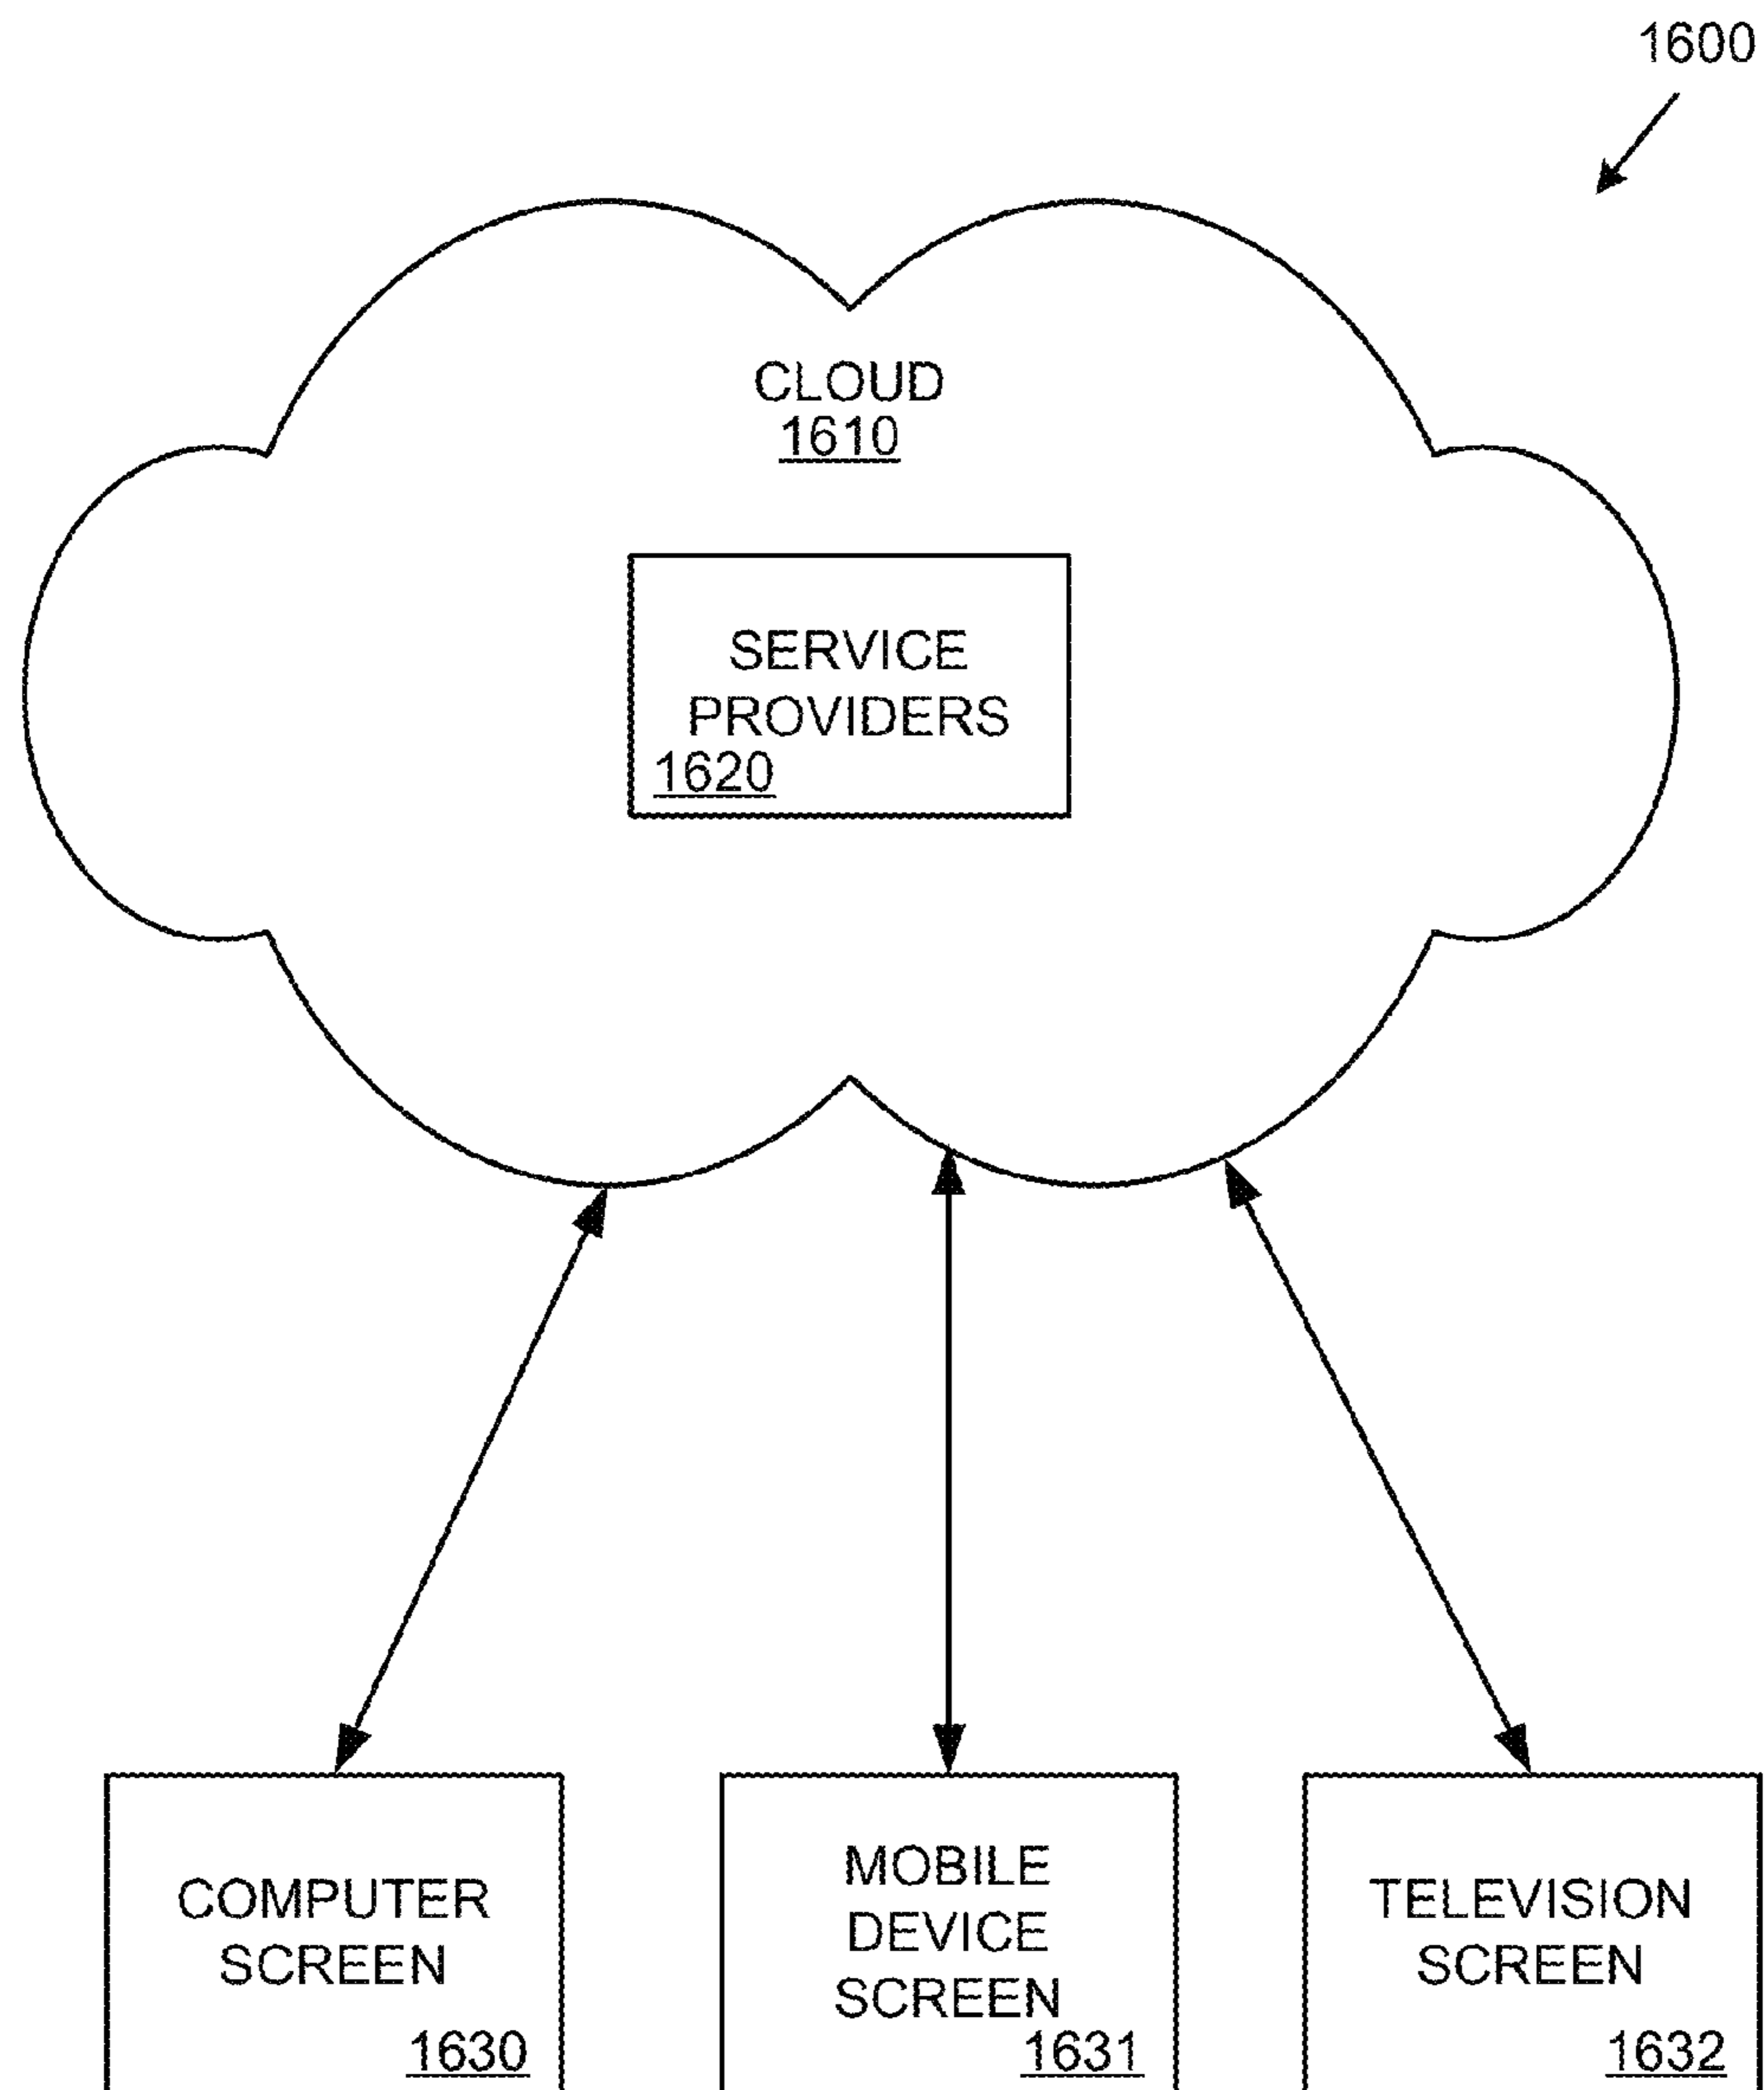 1600
CLOUD
1610
SERVICE
PROVIDERS
1620
COMPUTER
SCREEN
1630
MOBILE
DEVICE
SCREEN
1631
TELEVISION
SCREEN
1632